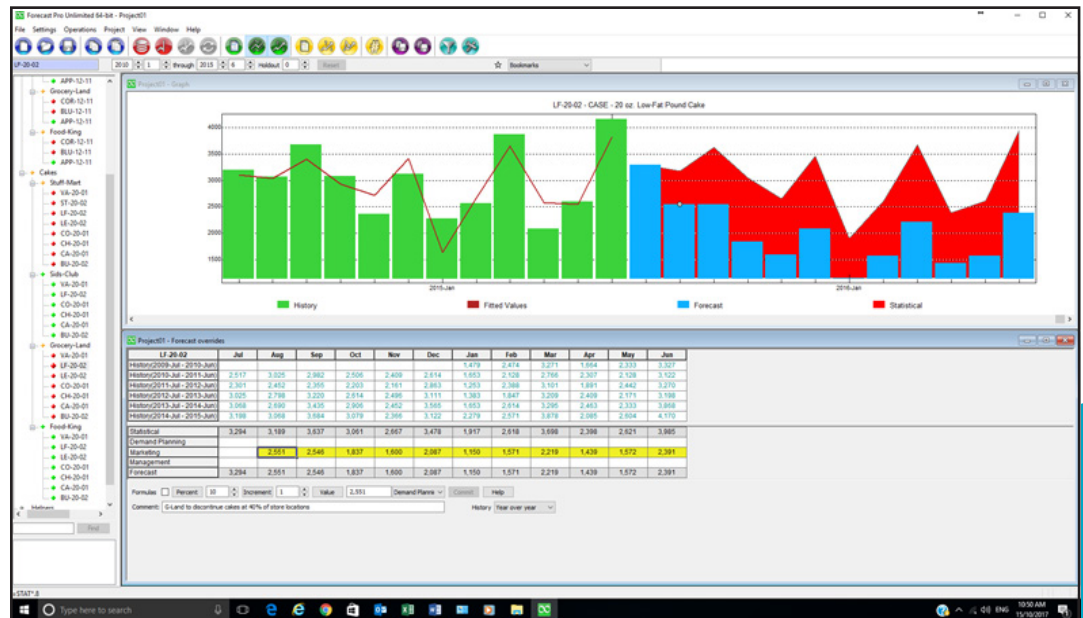 Forecast Pro Unlimited 64-bit - Project01
File Settings Operations Project View Window Help
LF-20-02 2010 1 through 2015 6 Holdout 0 Reset Bookmarks
APP-12-11
Grocery-Land
COR-12-11
BLU-12-11
APP-12-11
Food-King
COR-12-11
BLU-12-11
APP-12-11
Cakes
Stuff-Mart
VA-20-01
ST-20-02
LF-20-02
LE-20-02
CO-20-01
CH-20-01
CA-20-01
BU-20-02
Sids-Club
VA-20-01
LF-20-02
CO-20-01
CH-20-01
CA-20-01
BU-20-02
Grocery-Land
VA-20-01
LF-20-02
LE-20-02
CO-20-01
CH-20-01
CA-20-01
BU-20-02
Food-King
VA-20-01
LF-20-02
LE-20-02
CO-20-01
CH-20-01
CA-20-01
BU-20-02
Find
Project01 - Graph
LF-20-02 - CASE - 20 oz. Low-Fat Pound Cake
4000
3500
3000
2500
2000
1500
2015-Jan 2016-Jan
History Fitted Values Forecast Statistical
Project01 - Forecast overrides
LF-20-02 Jul Aug Sep Oct Nov Dec Jan Feb Mar Apr May Jun
History(2009-Jul - 2010-Jun) 1,479 2,474 3,271 1,664 2,333 3,327
History(2010-Jul - 2011-Jun) 2,517 3,025 2,982 2,506 2,409 2,614 1,653 2,128 2,766 2,307 2,128 3,122
History(2011-Jul - 2012-Jun) 2,301 2,452 2,355 2,203 2,161 2,863 1,253 2,388 3,101 1,891 2,442 3,270
History(2012-Jul - 2013-Jun) 3,025 2,798 3,220 2,614 2,486 3,111 1,383 1,847 3,209 2,409 2,171 3,198
History(2013-Jul - 2014-Jun) 3,068 2,690 3,435 2,906 2,452 3,565 1,653 2,614 3,295 2,463 2,333 3,868
History(2014-Jul - 2015-Jun) 3,198 3,068 3,684 3,079 2,366 3,122 2,279 2,571 3,878 2,085 2,604 4,170
Statistical 3,294 3,189 3,637 3,061 2,667 3,478 1,917 2,618 3,698 2,398 2,621 3,985
Demand Planning
Marketing 2,551 2,546 1,837 1,600 2,087 1,150 1,571 2,219 1,439 1,572 2,391
Management
Forecast 3,294 2,551 2,546 1,837 1,600 2,087 1,150 1,571 2,219 1,439 1,572 2,391
Formulas Percent 10 Increment 1 Value 2,551 Demand Planni Commit Help
Comment: G-Land to discontinue cakes at 40% of store locations History Year over year
Type here to search ENG 10:50 AM
15/10/2017